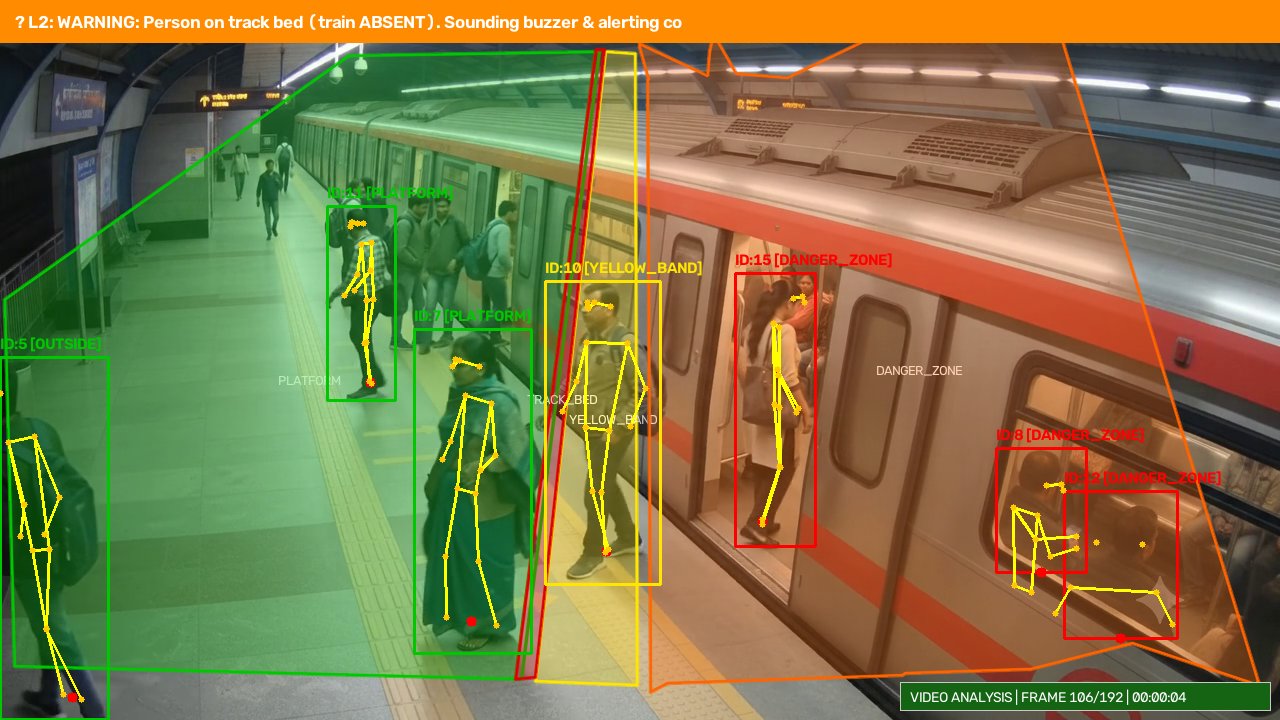 ? L2: WARNING: Person on track bed (train ABSENT). Sounding buzzer & alerting co
ID:11 [PLATFORM]
ID:10 [YELLOW_BAND]
ID:15 [DANGER_ZONE]
ID:7 [PLATFORM]
ID:5 [OUTSIDE]
PLATFORM
DANGER_ZONE
TRACK_BED
YELLOW_BAND
ID:8 [DANGER_ZONE]
ID:12 [DANGER_ZONE]
VIDEO ANALYSIS | FRAME 106/192 | 00:00:04